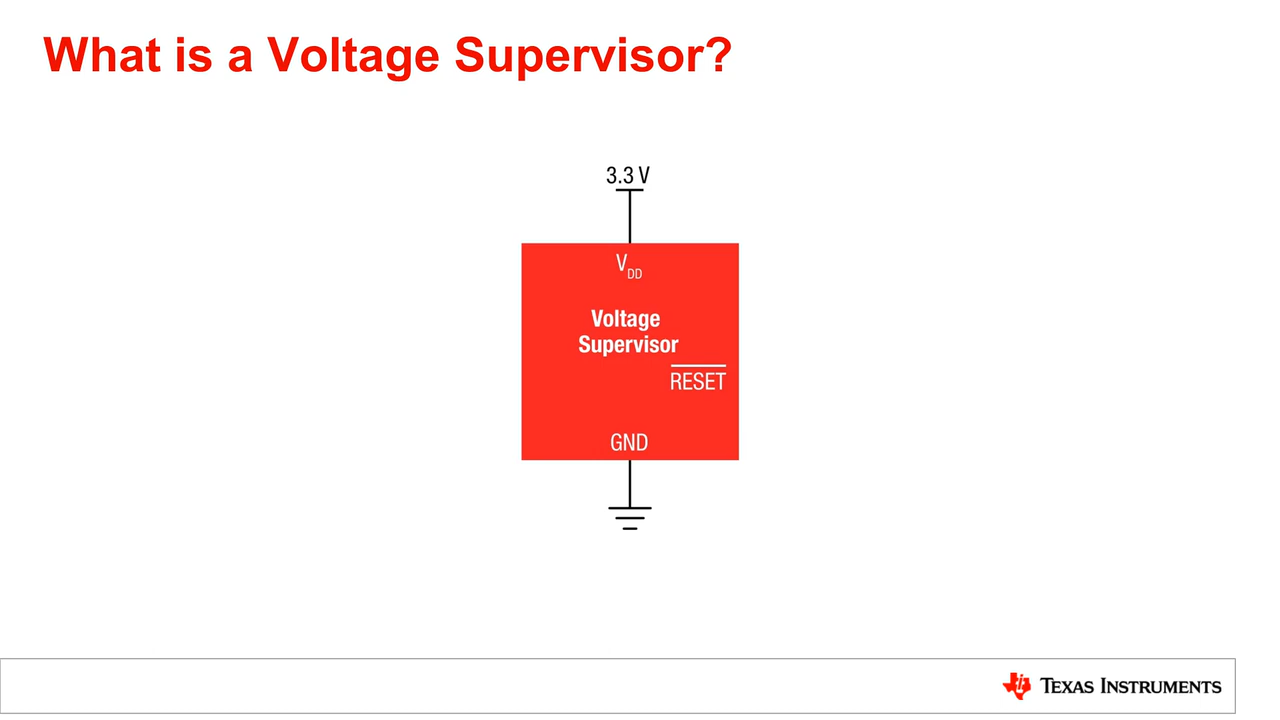 What is a Voltage Supervisor?
3.3 V
VDD
Voltage
Supervisor
RESET
GND
TEXAS INSTRUMENTS